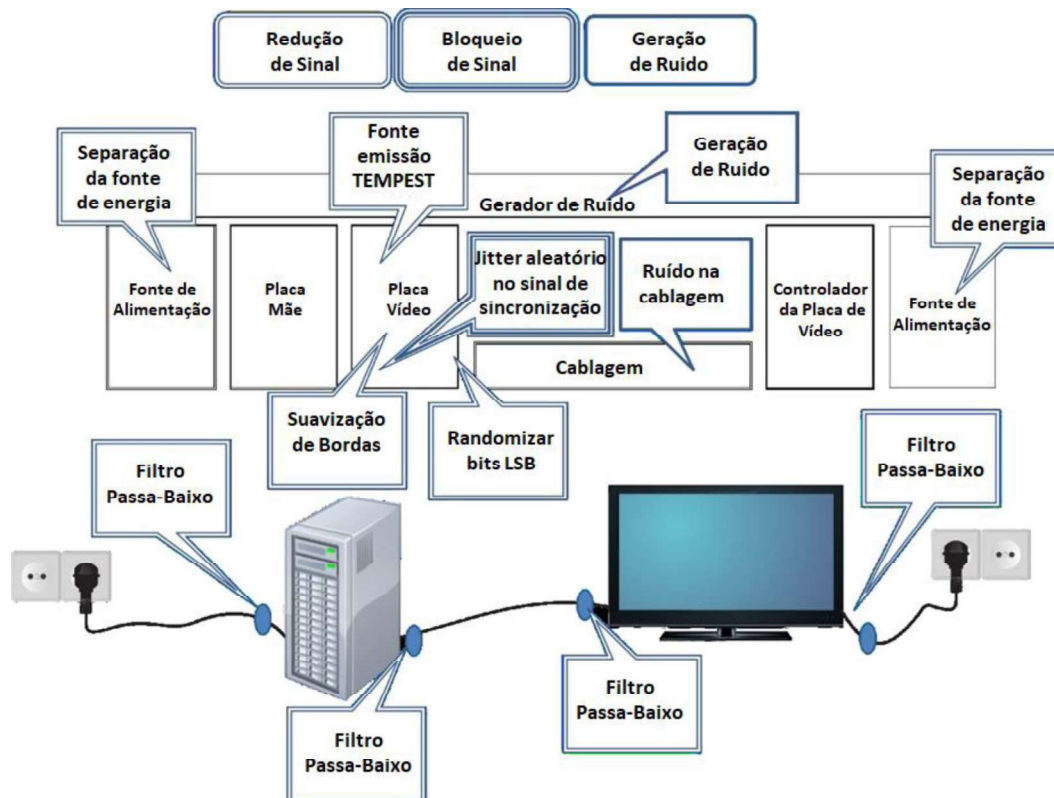 Redução
de Sinal
Bloqueio
de Sinal
Geração
de Ruido
Separação
da fonte
de energia
Fonte
emissão
TEMPEST
Geração
de Ruido
Separação
da fonte
de energia
Gerador de Ruído
Fonte de
Alimentação
Placa
Mãe
Placa
Vídeo
Jitter aleatório
no sinal de
sincronização
Ruído na
cablagem
Controlador
da Placa de
Vídeo
Fonte de
Alimentação
Cablagem
Suavização
de Bordas
Randomizar
bits LSB
Filtro
Passa-Baixo
Filtro
Passa-Baixo
Filtro
Passa-Baixo
Filtro
Passa-Baixo